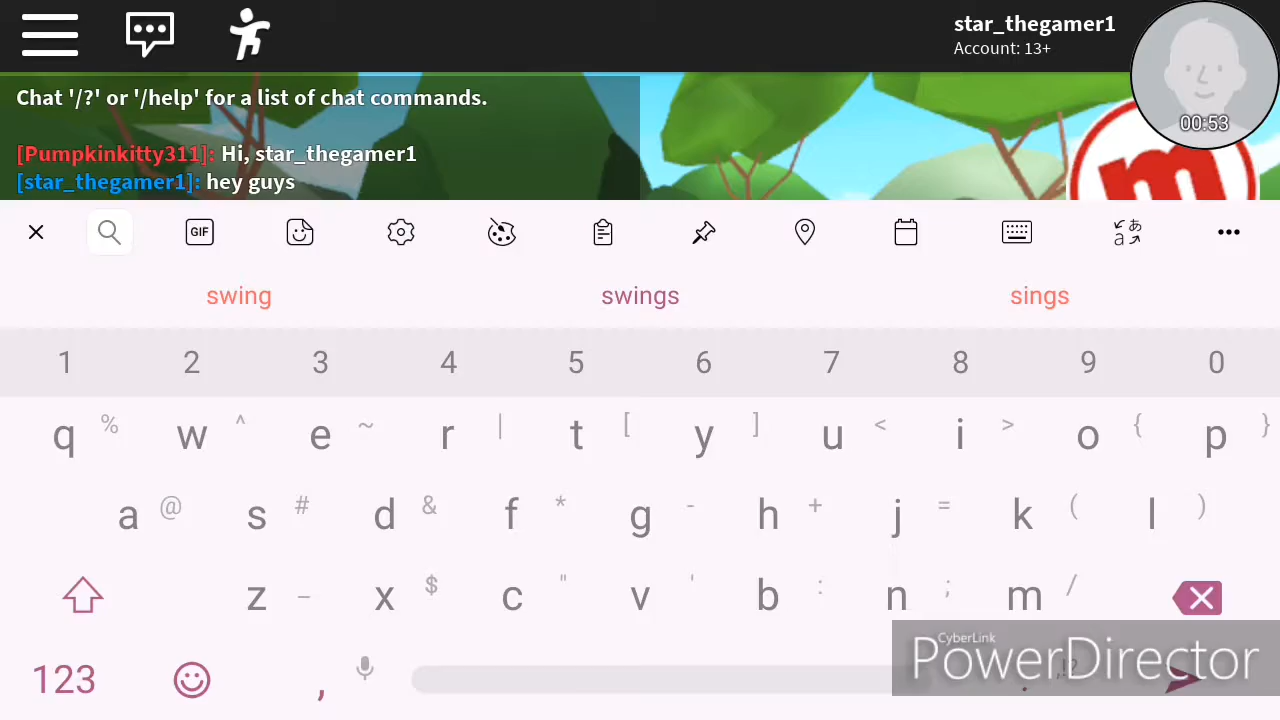 star_thegamer1
Account: 13+
00:53
Chat '/?' or '/help' for a list of chat commands.
[Pumpkinkitty311]: Hi, star_thegamer1
[star_thegamer1]: hey guys
m
GIF
a あ
swing swings sings
1 2 3 4 5 6 7 8 9 0
q % w ^ e ~ r | t [ y ] u < i > o { p }
a @ s # d & f * g - h + j = k ( l )
z _ x $ c " v ' b : n ; m /
CyberLink
PowerDirector
123 , . ,!?